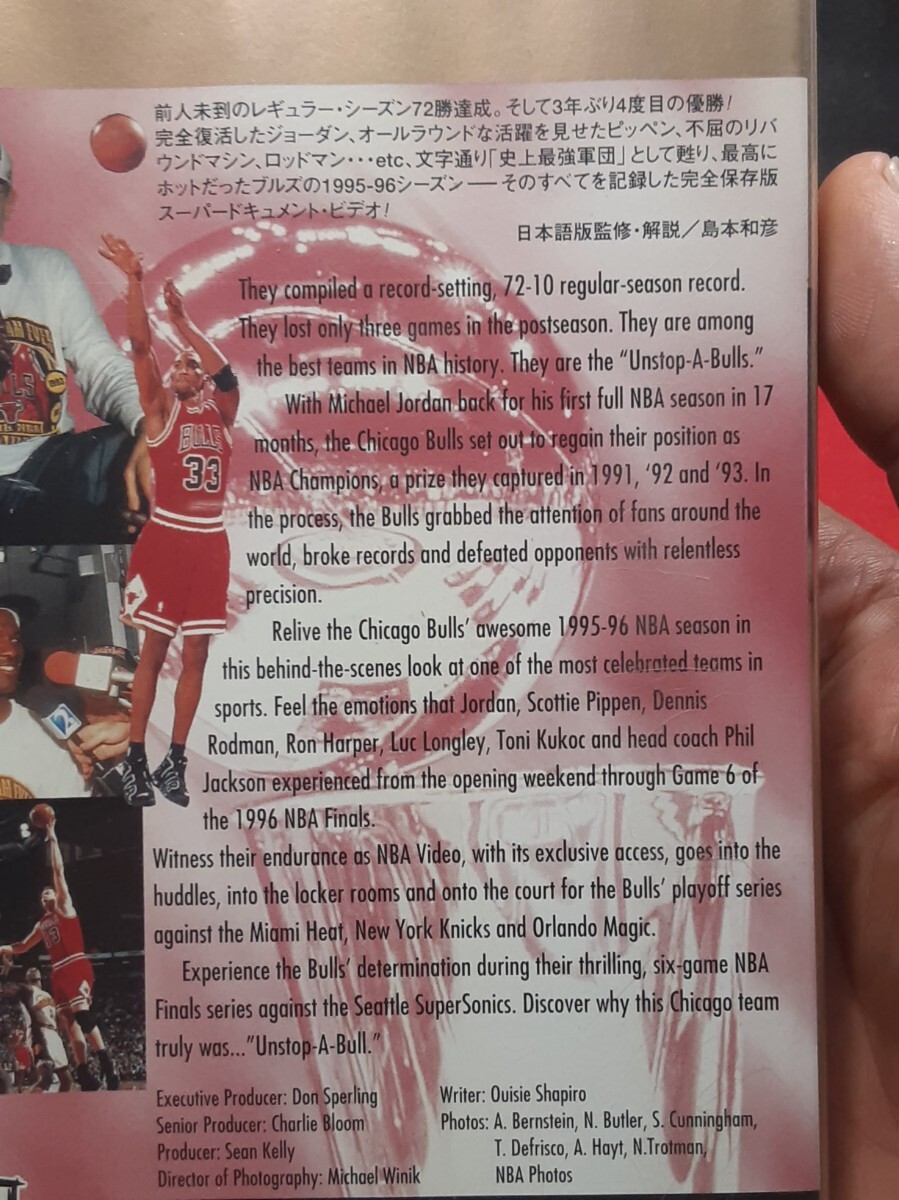 前人未到のレギュラー・シーズン72勝達成。そして3年ぶり4度目の優勝!
完全復活したジョーダン、オールラウンドな活躍を見せたピッペン、不屈のリバ
ウンドマシン、ロッドマン・・・etc、文字通り「史上最強軍団」として甦り、最高に
ホットだったブルズの1995-96シーズン―そのすべてを記録した完全保存版
スーパードキュメント・ビデオ!
日本語版監修・解説／島本和彦
They compiled a record-setting, 72-10 regular-season record.
They lost only three games in the postseason. They are among
the best teams in NBA history. They are the “Unstop-A-Bulls.”
With Michael Jordan back for his first full NBA season in 17
months, the Chicago Bulls set out to regain their position as
NBA Champions, a prize they captured in 1991, ‘92 and ‘93. In
the process, the Bulls grabbed the attention of fans around the
world, broke records and defeated opponents with relentless
precision.
Relive the Chicago Bulls’ awesome 1995-96 NBA season in
this behind-the-scenes look at one of the most celebrated teams in
sports. Feel the emotions that Jordan, Scottie Pippen, Dennis
Rodman, Ron Harper, Luc Longley, Toni Kukoc and head coach Phil
Jackson experienced from the opening weekend through Game 6 of
the 1996 NBA Finals.
Witness their endurance as NBA Video, with its exclusive access, goes into the
huddles, into the locker rooms and onto the court for the Bulls’ playoff series
against the Miami Heat, New York Knicks and Orlando Magic.
Experience the Bulls’ determination during their thrilling, six-game NBA
Finals series against the Seattle SuperSonics. Discover why this Chicago team
truly was...”Unstop-A-Bull.”
Executive Producer: Don Sperling
Senior Producer: Charlie Bloom
Producer: Sean Kelly
Director of Photography: Michael Winik
Writer: Ouisie Shapiro
Photos: A. Bernstein, N. Butler, S. Cunningham,
T. Defrisco, A. Hayt, N.Trotman,
NBA Photos
BULLS
33
2